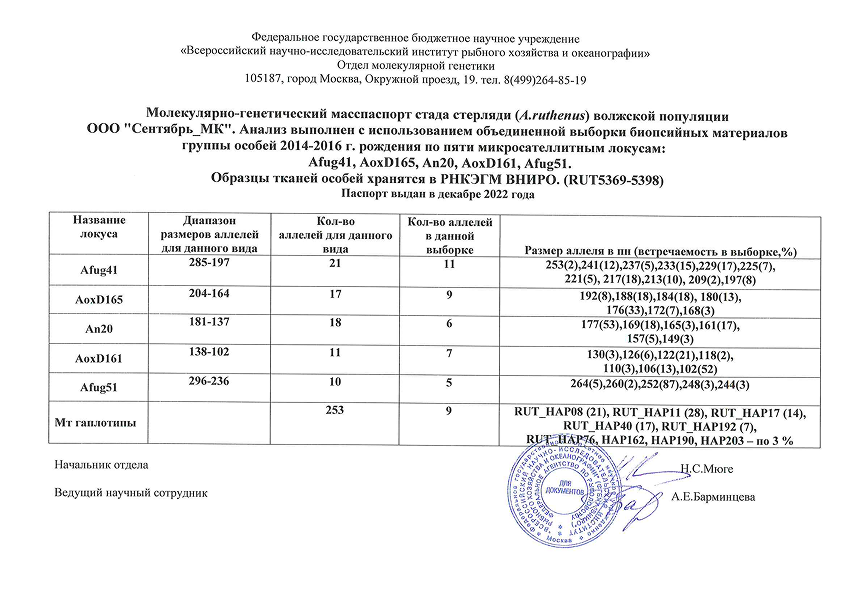 Федеральное государственное бюджетное научное учреждение
«Всероссийский научно-исследовательский институт рыбного хозяйства и океанографии»
Отдел молекулярной генетики
105187, город Москва, Окружной проезд, 19. тел. 8(499)264-85-19
Молекулярно-генетический масспаспорт стада стерляди (A.ruthenus) волжской популяции
ООО "Сентябрь_МК". Анализ выполнен с использованием объединенной выборки биопсийных материалов
группы особей 2014-2016 г. рождения по пяти микросателлитным локусам:
Afug41, AoxD165, An20, AoxD161, Afug51.
Образцы тканей особей хранятся в РНКЭГМ ВНИРО. (RUT5369-5398)
Паспорт выдан в декабре 2022 года
Название локуса | Диапазон размеров аллелей для данного вида | Кол-во аллелей для данного вида | Кол-во аллелей в данной выборке | Размер аллеля в пн (встречаемость в выборке,%)
Afug41 | 285-197 | 21 | 11 | 253(2),241(12),237(5),233(15),229(17),225(7),
221(5), 217(18),213(10), 209(2),197(8)
AoxD165 | 204-164 | 17 | 9 | 192(8),188(18),184(18), 180(13),
176(33),172(7),168(3)
An20 | 181-137 | 18 | 6 | 177(53),169(18),165(3),161(17),
157(5),149(3)
AoxD161 | 138-102 | 11 | 7 | 130(3),126(6),122(21),118(2),
110(3),106(13),102(52)
Afug51 | 296-236 | 10 | 5 | 264(5),260(2),252(87),248(3),244(3)
Мт гаплотипы | 253 | 9 | RUT_HAP08 (21), RUT_HAP11 (28), RUT_HAP17 (14),
RUT_HAP40 (17), RUT_HAP192 (7),
RUT_HAP76, HAP162, HAP190, HAP203 – по 3 %
Начальник отдела
Н.С.Мюге
Ведущий научный сотрудник
А.Е.Барминцева
ДЛЯ
ДОКУМЕНТОВ
Москва